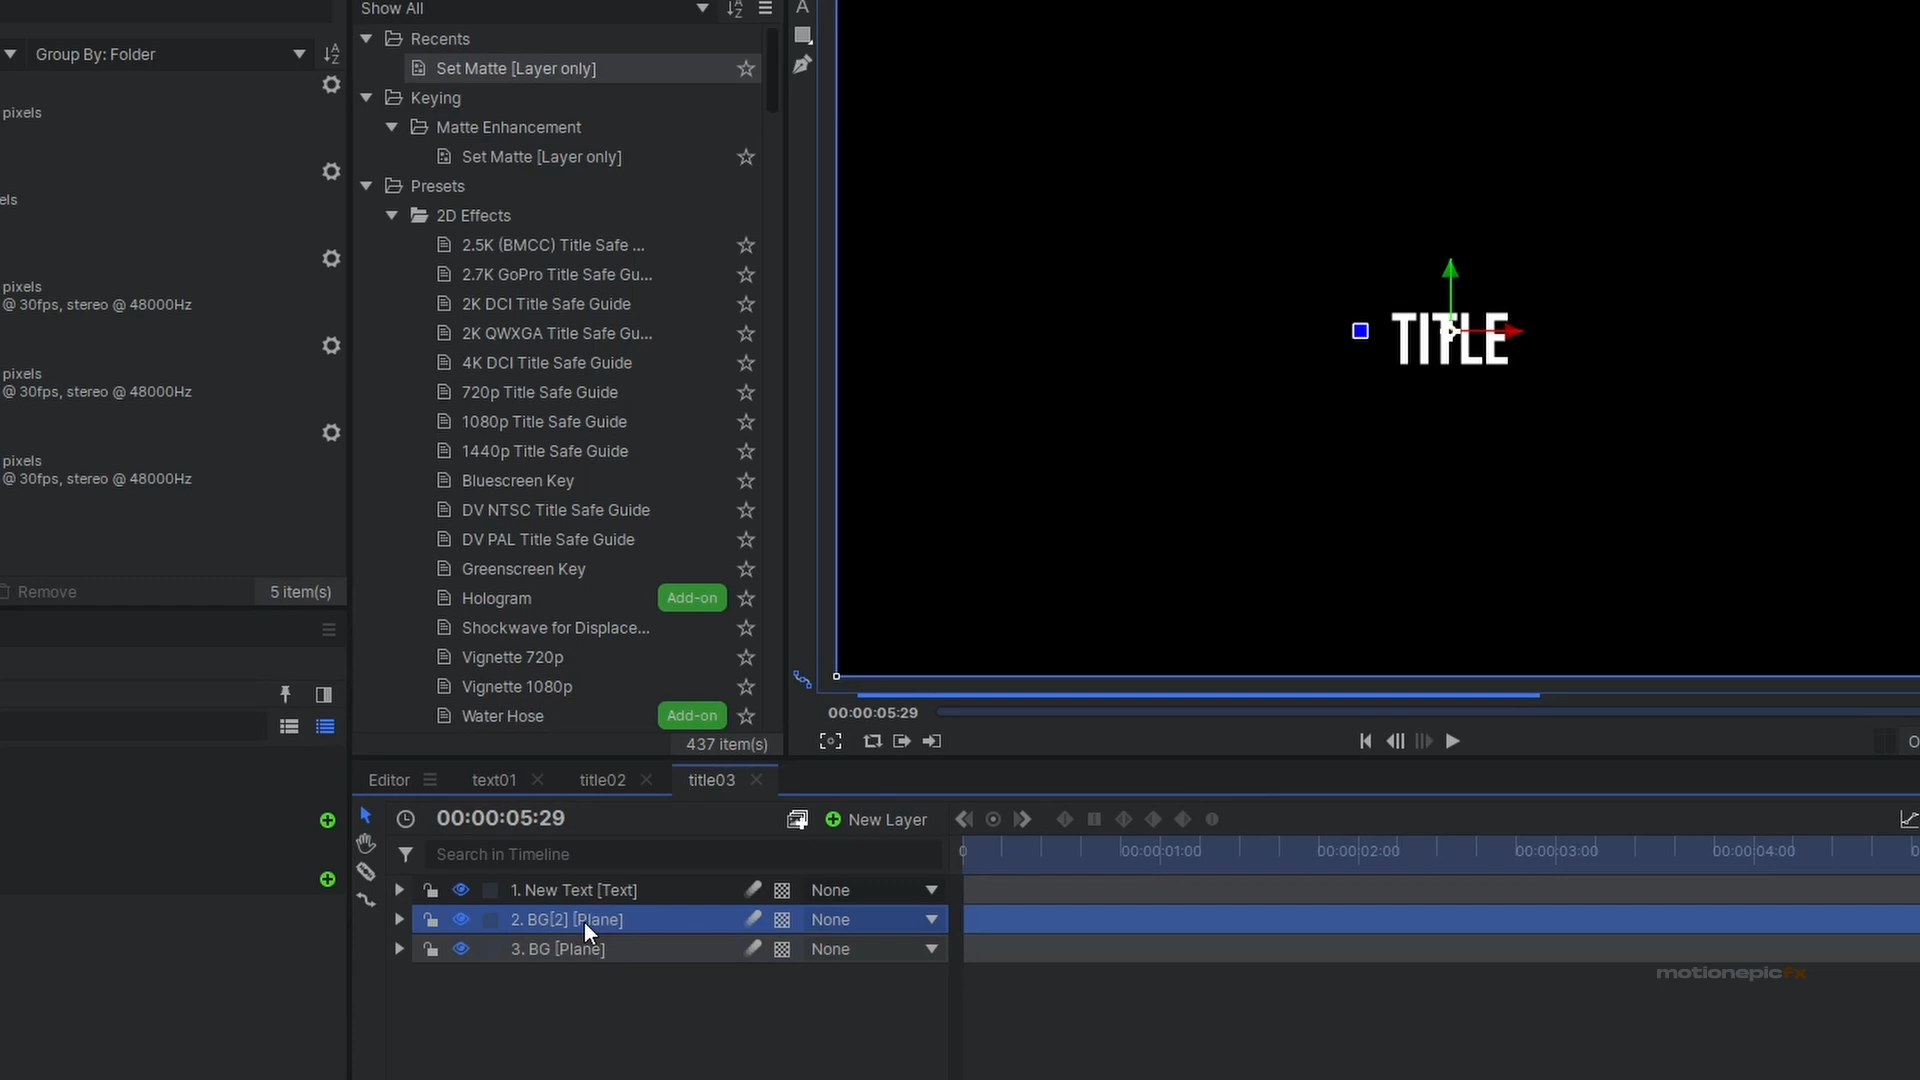 Show All
Group By: Folder
Recents
Set Matte [Layer only]
Keying
pixels
Matte Enhancement
Set Matte [Layer only]
Presets
els
2D Effects
2.5K (BMCC) Title Safe ...
2.7K GoPro Title Safe Gu...
pixels
@ 30fps, stereo @ 48000Hz
2K DCI Title Safe Guide
2K QWXGA Title Safe Gu...
TITLE
4K DCI Title Safe Guide
pixels
@ 30fps, stereo @ 48000Hz
720p Title Safe Guide
1080p Title Safe Guide
1440p Title Safe Guide
pixels
@ 30fps, stereo @ 48000Hz
Bluescreen Key
DV NTSC Title Safe Guide
DV PAL Title Safe Guide
Greenscreen Key
Remove
5 item(s)
Hologram
Add-on
Shockwave for Displace...
Vignette 720p
Vignette 1080p
Water Hose
Add-on
00:00:05:29
437 item(s)
Editor
text01
title02
title03
00:00:05:29
New Layer
Search in Timeline
0
00:00:01:00
00:00:02:00
00:00:03:00
00:00:04:00
1. New Text [Text]
None
2. BG[2] [Plane]
None
3. BG [Plane]
None
motionepicFx